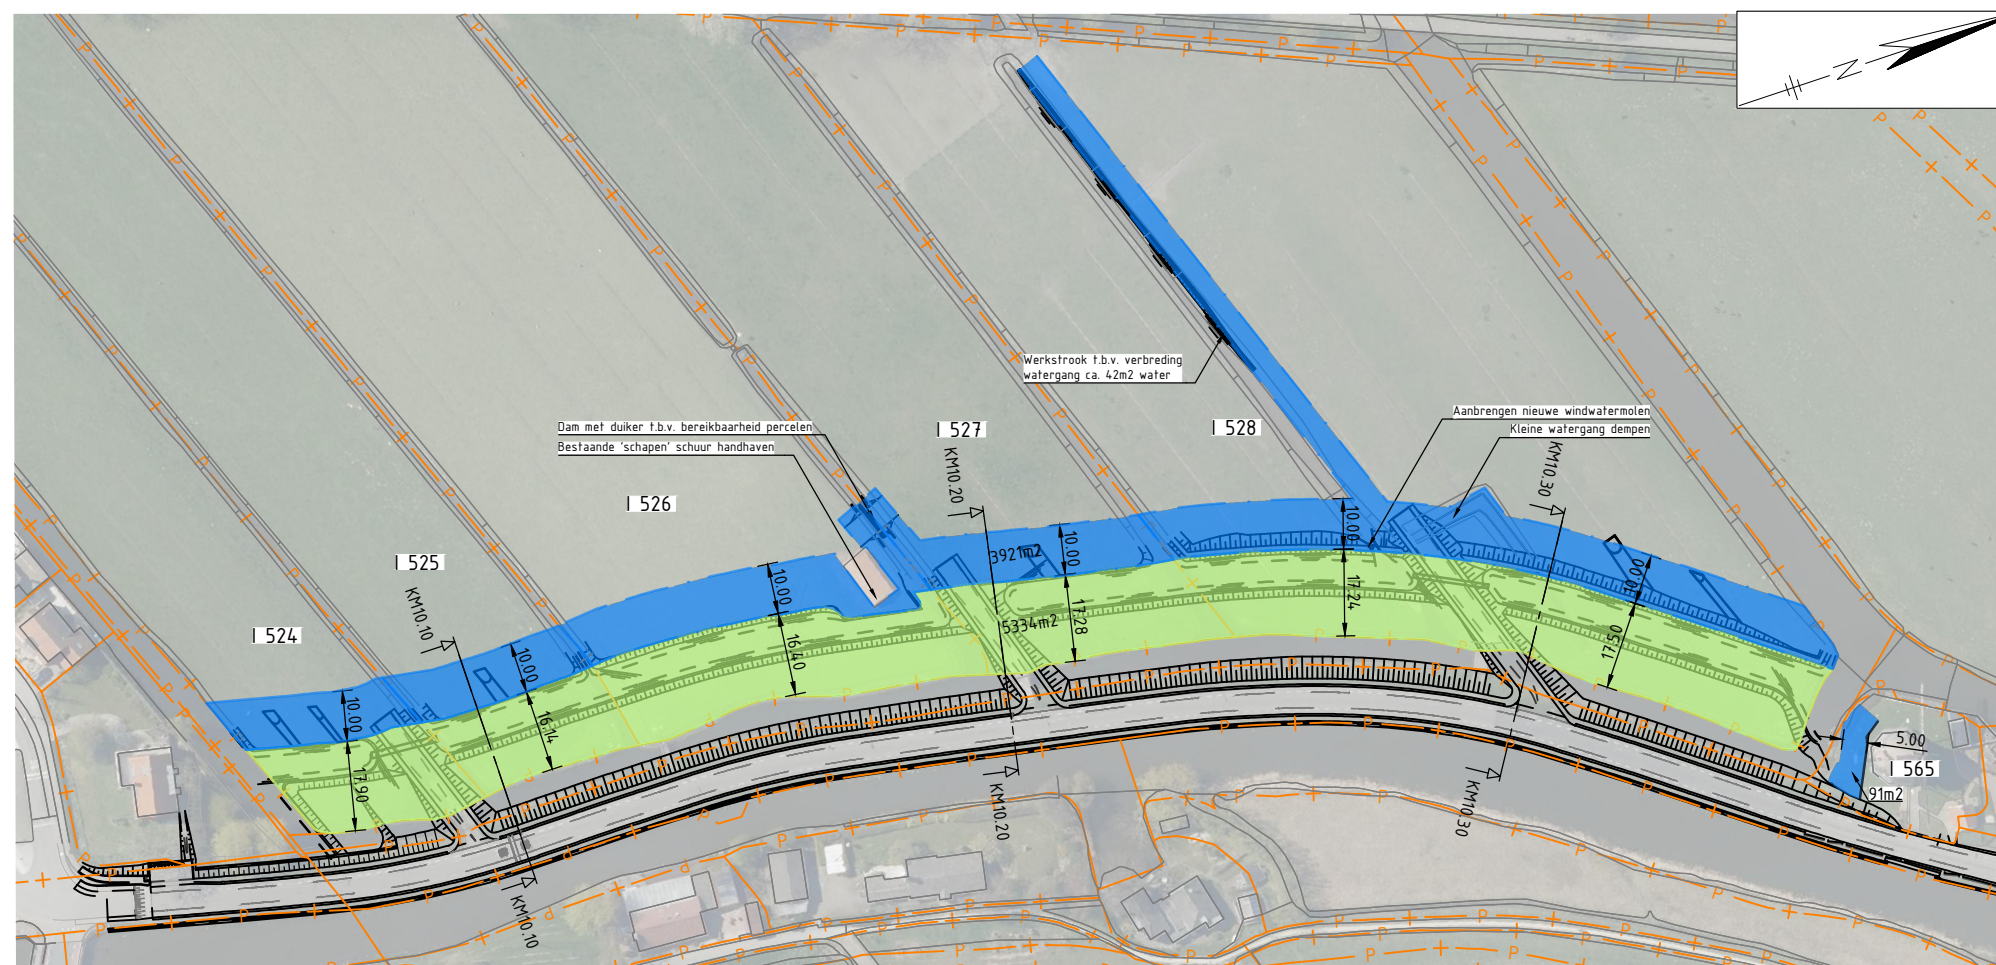 N
Werkstrook t.b.v. verbreding
watergang ca. 42m2 water
Aanbrengen nieuwe windwatermolen
Kleine watergang dempen
Dam met duiker t.b.v. bereikbaarheid percelen
Bestaande 'schapen' schuur handhaven
I 527
I 528
I 526
I 525
I 524
I 565
KM10.10
KM10.20
KM10.30
10.00
10.00
10.00
10.00
10.00
10.00
3921m2
5334m2
17.90
16.14
16.40
17.28
17.24
17.50
5.00
91m2
KM10.10
KM10.20
KM10.30